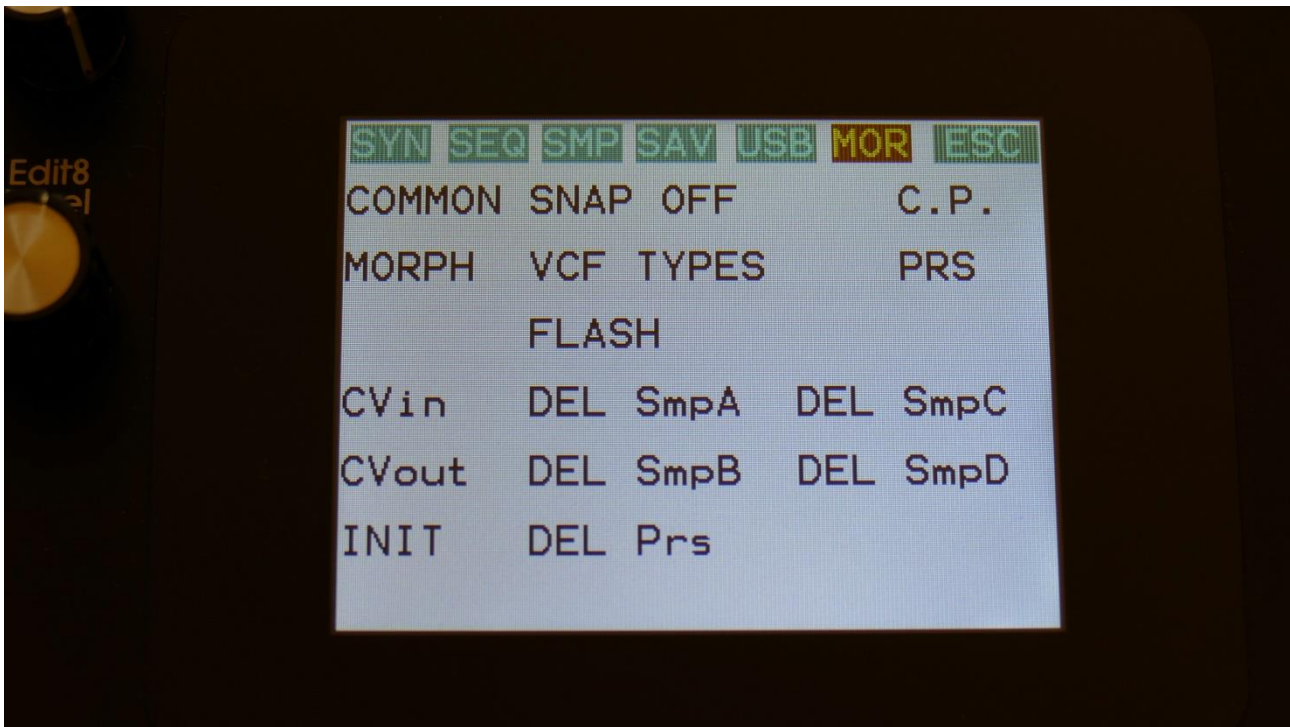 Edit8
SYN SEQ SMP SAV USB MOR ESC
COMMON SNAP OFF C.P.
MORPH VCF TYPES PRS
FLASH
CVin DEL SmpA DEL SmpC
CVout DEL SmpB DEL SmpD
INIT DEL Prs